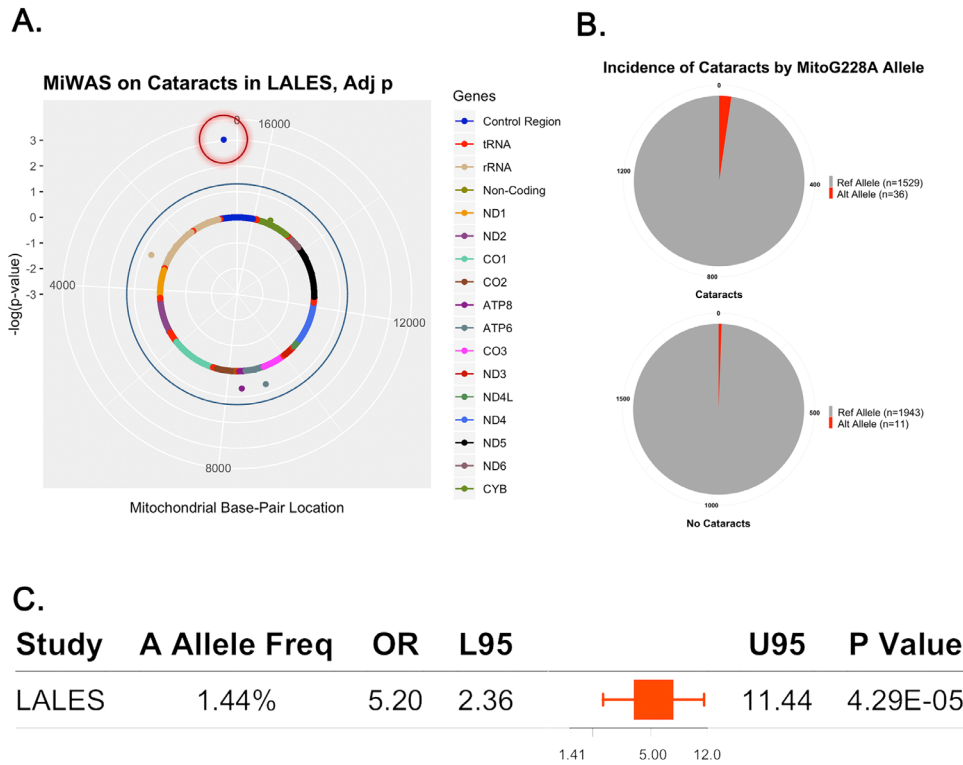 A.
MiWAS on Cataracts in LALES, Adj p
3
2
1
0
-1
-2
-3
-log(p-value)
0
16000
4000
12000
8000
Mitochondrial Base-Pair Location
Genes
Control Region
tRNA
rRNA
Non-Coding
ND1
ND2
CO1
CO2
ATP8
ATP6
CO3
ND3
ND4L
ND4
ND5
ND6
CYB
B.
Incidence of Cataracts by MitoG228A Allele
0
1200
400
800
Ref Allele (n=1529)
Alt Allele (n=36)
Cataracts
0
1500
500
1000
Ref Allele (n=1943)
Alt Allele (n=11)
No Cataracts
C.
Study A Allele Freq OR L95 U95 P Value
LALES 1.44% 5.20 2.36 11.44 4.29E-05
1.41 5.00 12.0